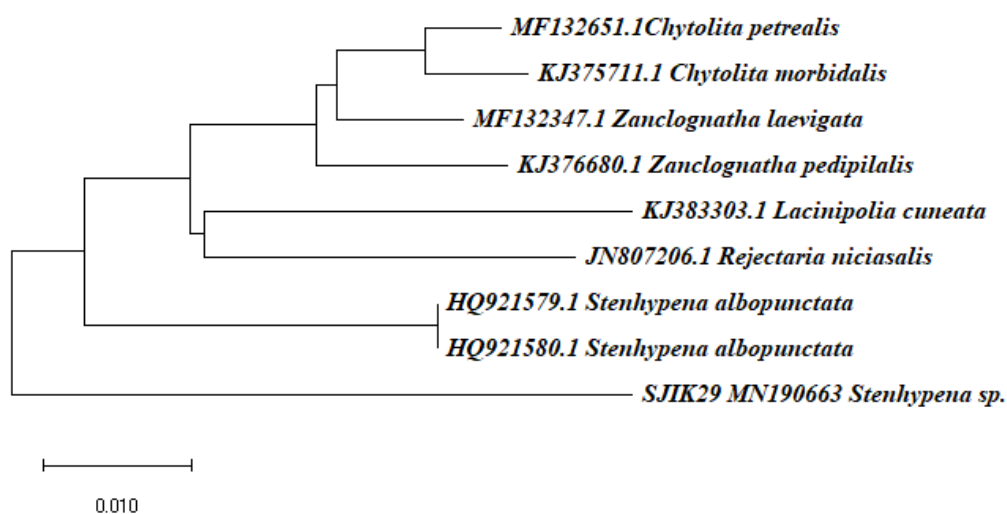 MF132651.1Chytolita petrealis
KJ375711.1 Chytolita morbidalis
MF132347.1 Zanclognatha laevigata
KJ376680.1 Zanclognatha pedipilalis
KJ383303.1 Lacinipolia cuneata
JN807206.1 Rejectaria niciasalis
HQ921579.1 Stenhypena albopunctata
HQ921580.1 Stenhypena albopunctata
SJIK29 MN190663 Stenhypena sp.
0.010